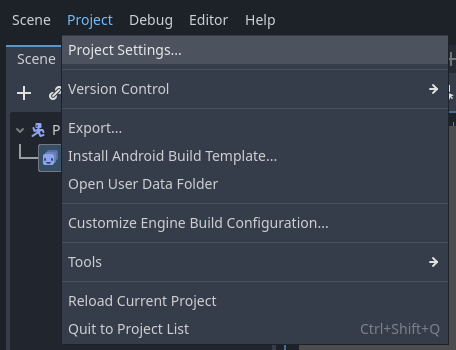 Scene Project Debug Editor Help
Scene
Project Settings...
Version Control
P
Export...
Install Android Build Template...
Open User Data Folder
Customize Engine Build Configuration...
Tools
Reload Current Project
Quit to Project List Ctrl+Shift+Q